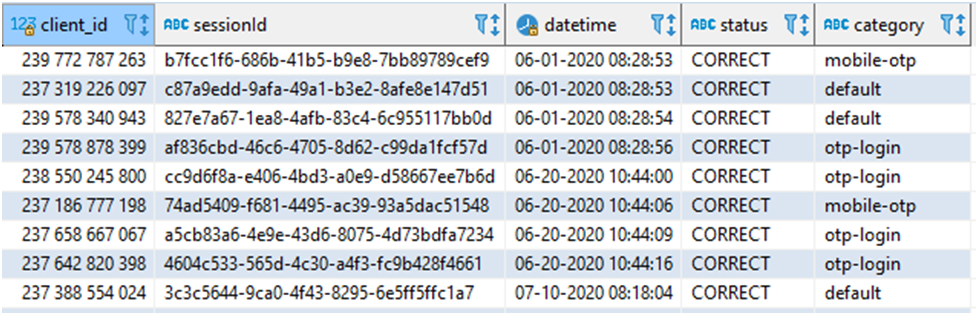 123 client_id ABC sessionId datetime ABC status ABC category
239 772 787 263 b7fcc1f6-686b-41b5-b9e8-7bb89789cef9 06-01-2020 08:28:53 CORRECT mobile-otp
237 319 226 097 c87a9edd-9afa-49a1-b3e2-8afe8e147d51 06-01-2020 08:28:53 CORRECT default
239 578 340 943 827e7a67-1ea8-4afb-83c4-6c955117bb0d 06-01-2020 08:28:54 CORRECT default
239 578 878 399 af836cbd-46c6-4705-8d62-c99da1fcf57d 06-01-2020 08:28:56 CORRECT otp-login
238 550 245 800 cc9d6f8a-e406-4bd3-a0e9-d58667ee7b6d 06-20-2020 10:44:00 CORRECT otp-login
237 186 777 198 74ad5409-f681-4495-ac39-93a5dac51548 06-20-2020 10:44:06 CORRECT mobile-otp
237 658 667 067 a5cb83a6-4e9e-43d6-8075-4d73bdfa7234 06-20-2020 10:44:09 CORRECT otp-login
237 642 820 398 4604c533-565d-4c30-a4f3-fc9b428f4661 06-20-2020 10:44:16 CORRECT otp-login
237 388 554 024 3c3c5644-9ca0-4f43-8295-6e5ff5ffc1a7 07-10-2020 08:18:04 CORRECT default